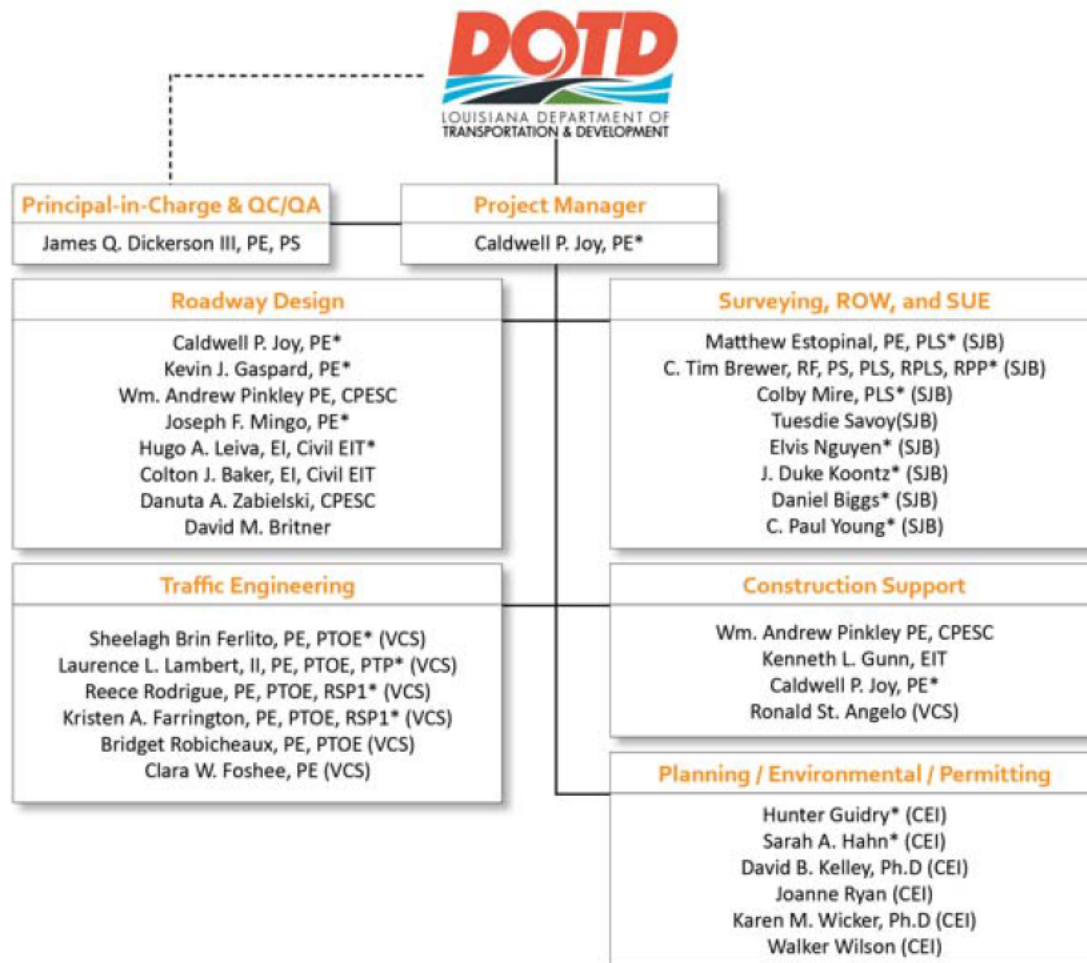 DOTD
LOUISIANA DEPARTMENT OF
TRANSPORTATION & DEVELOPMENT
Principal-in-Charge & QC/QA
James Q. Dickerson III, PE, PS
Project Manager
Caldwell P. Joy, PE*
Roadway Design
Caldwell P. Joy, PE*
Kevin J. Gaspard, PE*
Wm. Andrew Pinkley PE, CPESC
Joseph F. Mingo, PE*
Hugo A. Leiva, EI, Civil EIT*
Colton J. Baker, EI, Civil EIT
Danuta A. Zabielski, CPESC
David M. Britner
Surveying, ROW, and SUE
Matthew Estopinal, PE, PLS* (SJB)
C. Tim Brewer, RF, PS, PLS, RPLS, RPP* (SJB)
Colby Mire, PLS* (SJB)
Tuesdie Savoy(SJB)
Elvis Nguyen* (SJB)
J. Duke Koontz* (SJB)
Daniel Biggs* (SJB)
C. Paul Young* (SJB)
Traffic Engineering
Sheelagh Brin Ferlito, PE, PTOE* (VCS)
Laurence L. Lambert, II, PE, PTOE, PTP* (VCS)
Reece Rodrigue, PE, PTOE, RSP1* (VCS)
Kristen A. Farrington, PE, PTOE, RSP1* (VCS)
Bridget Robicheaux, PE, PTOE (VCS)
Clara W. Foshee, PE (VCS)
Construction Support
Wm. Andrew Pinkley PE, CPESC
Kenneth L. Gunn, EIT
Caldwell P. Joy, PE*
Ronald St. Angelo (VCS)
Planning / Environmental / Permitting
Hunter Guidry* (CEI)
Sarah A. Hahn* (CEI)
David B. Kelley, Ph.D (CEI)
Joanne Ryan (CEI)
Karen M. Wicker, Ph.D (CEI)
Walker Wilson (CEI)